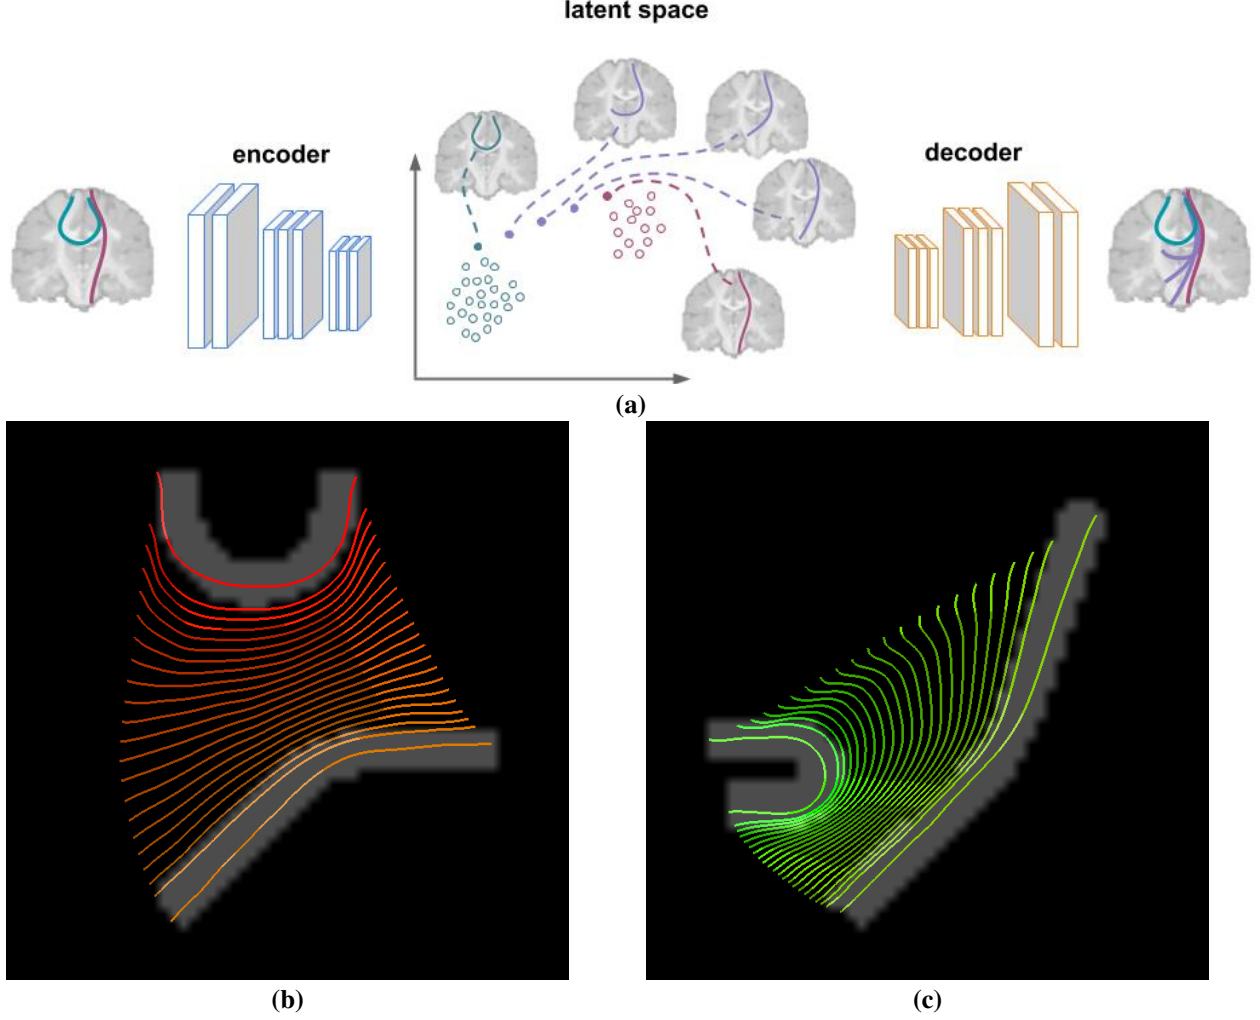 latent space
encoder
decoder
(a)
(b)
(c)